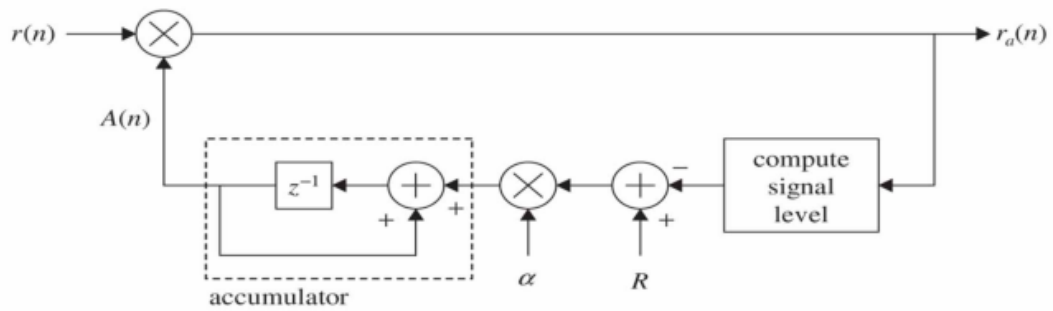 r(n)
r_a(n)
A(n)
z⁻¹
+
+
−
+
compute
signal
level
+
+
+
α
R
accumulator